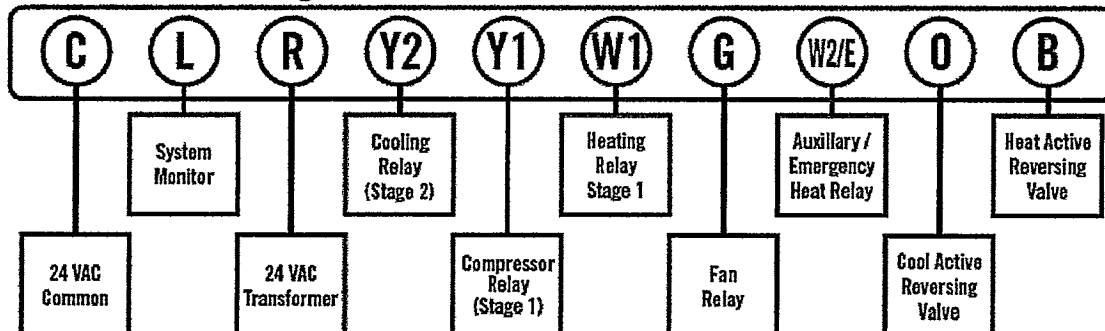 C L R Y2 Y1 W1 G W2/E O B
System
Monitor
Cooling
Relay
(Stage 2)
Heating
Relay
Stage 1
Auxillary /
Emergency
Heat Relay
Heat Active
Reversing
Valve
24 VAC
Common
24 VAC
Transformer
Compressor
Relay
(Stage 1)
Fan
Relay
Cool Active
Reversing
Valve